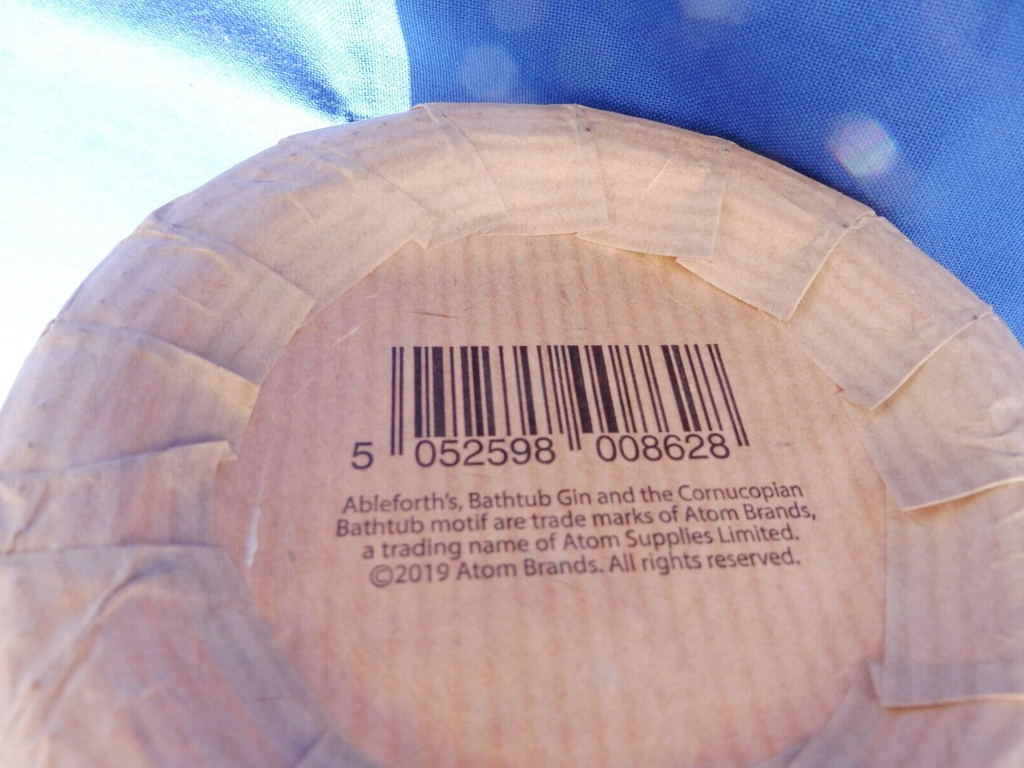 5 052598 008628
Ableforth's, Bathtub Gin and the Cornucopian
Bathtub motif are trade marks of Atom Brands,
a trading name of Atom Supplies Limited.
©2019 Atom Brands. All rights reserved.